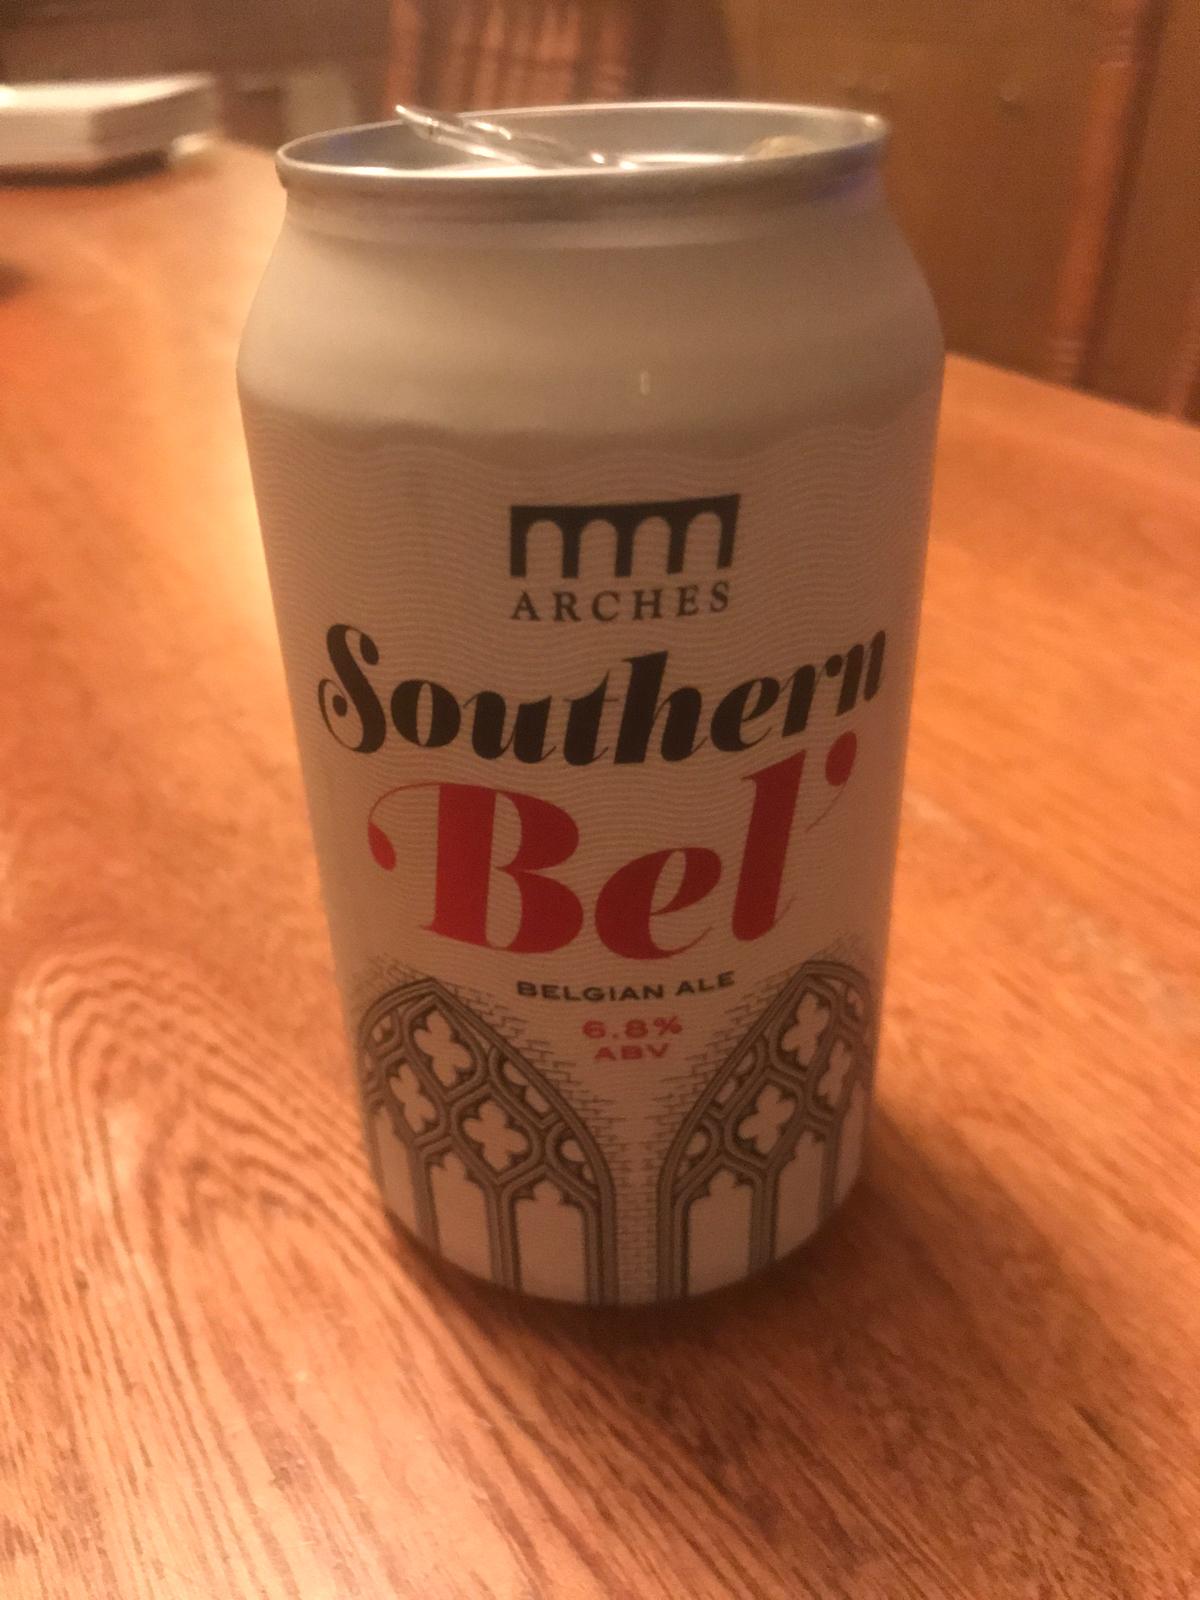 ARCHES
Southern
Bel'
BELGIAN ALE
6.8%
ABV